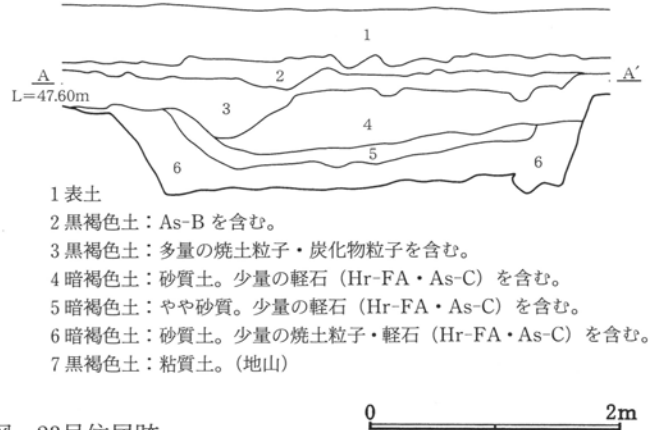 1
A
A´
2
L=47.60m
3
4
5
6
6
1 表土
2 黒褐色土：As-B を含む。
3 黒褐色土：多量の焼土粒子・炭化物粒子を含む。
4 暗褐色土：砂質土。少量の軽石（Hr-FA・As-C）を含む。
5 暗褐色土：やや砂質。少量の軽石（Hr-FA・As-C）を含む。
6 暗褐色土：砂質土。少量の焼土粒子・軽石（Hr-FA・As-C）を含む。
7 黒褐色土：粘質土。（地山）
0 2m